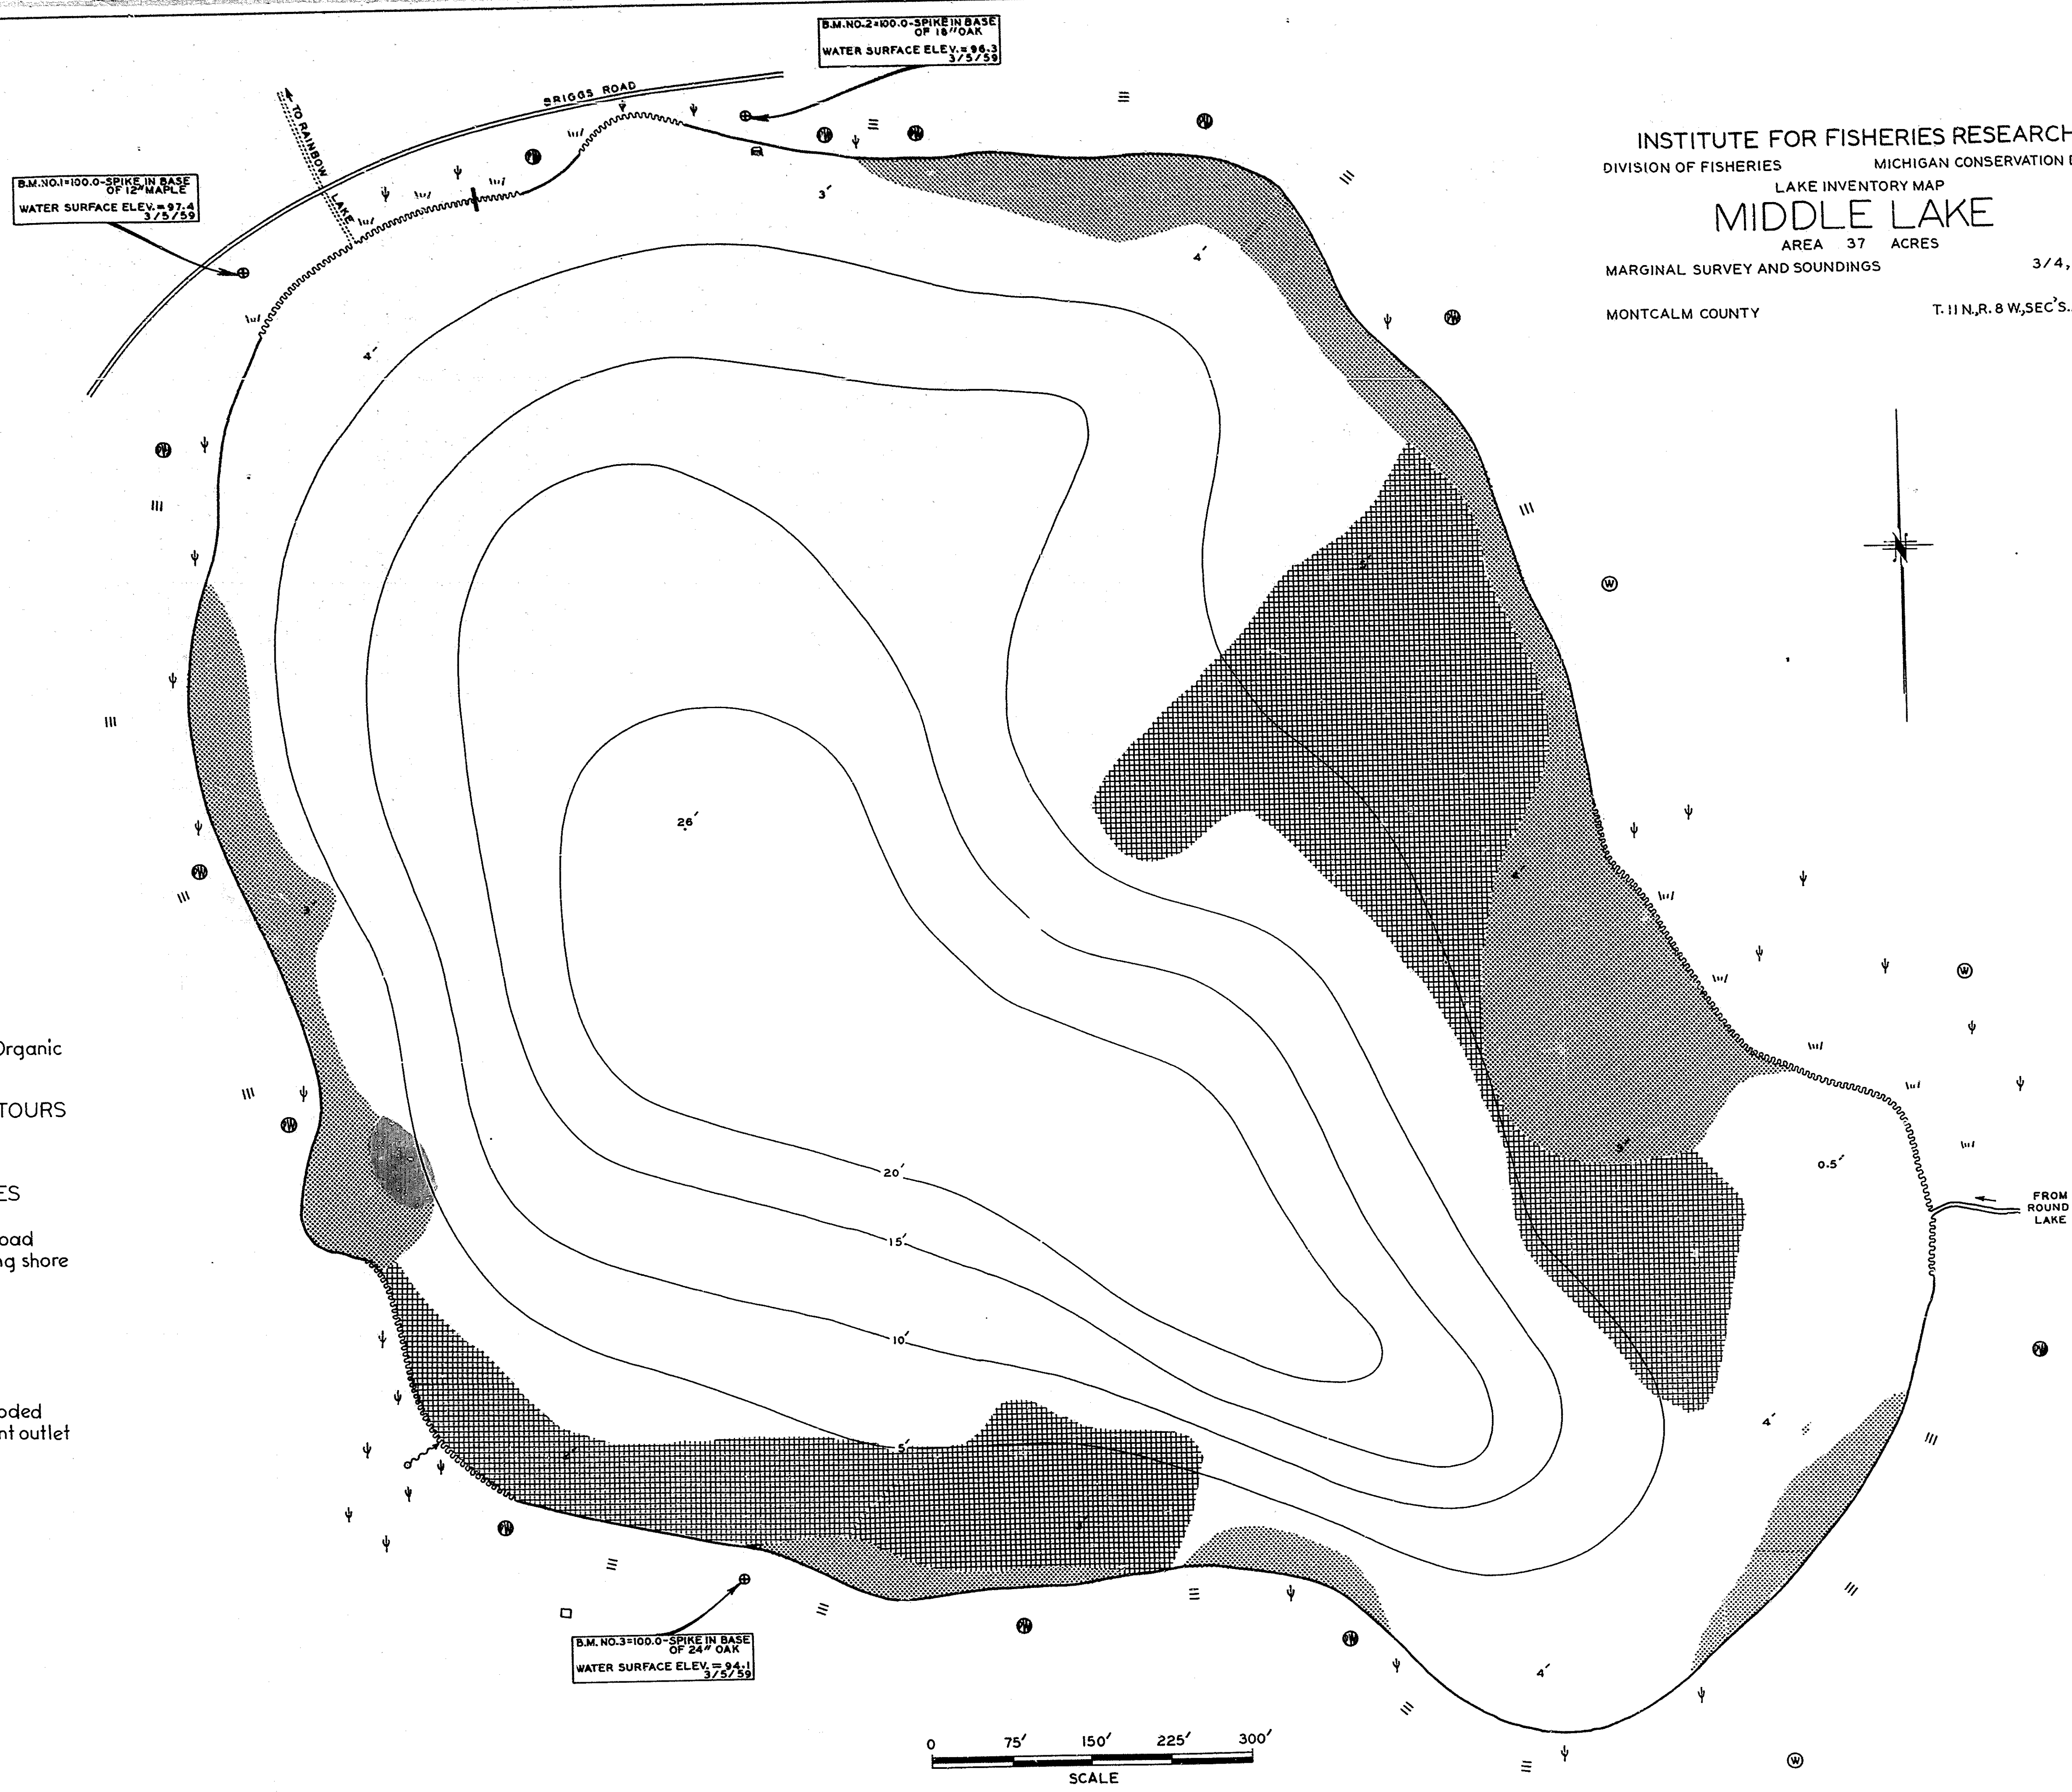 B.M.NO.2=100.0-SPIKE IN BASE
OF 18" OAK
WATER SURFACE ELEV.=96.3
3/5/59
BRIGGS ROAD
TO RAINBOW LAKE
B.M.NO.1=100.0-SPIKE IN BASE
OF 12" MAPLE
WATER SURFACE ELEV.=97.4
3/5/59
INSTITUTE FOR FISHERIES RESEARCH
DIVISION OF FISHERIES MICHIGAN CONSERVATION
LAKE INVENTORY MAP
MIDDLE LAKE
AREA 37 ACRES
MARGINAL SURVEY AND SOUNDINGS 3/4,
MONTCALM COUNTY T. 11 N., R. 8 W., SEC'S.
3'
4'
4'
N
W
26'
3'
4'
W
Organic
TOURS
ES
oad
ng shore
oded
nt outlet
3'
0.5'
FROM
ROUND
LAKE
20'
15'
10'
5'
4'
4'
B.M. NO.3=100.0-SPIKE IN BASE
OF 24" OAK
WATER SURFACE ELEV.=94.1
3/5/59
0 75' 150' 225' 300'
SCALE
W